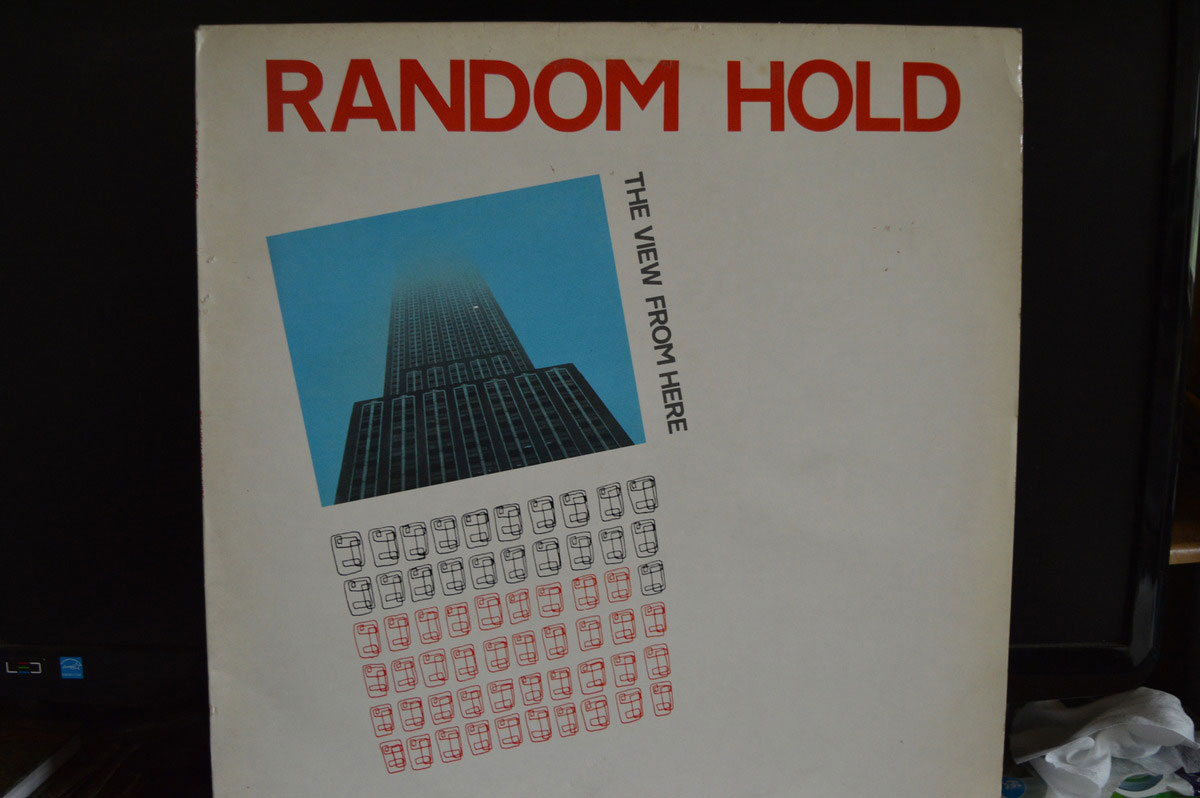 RANDOM HOLD
THE VIEW FROM HERE
LED